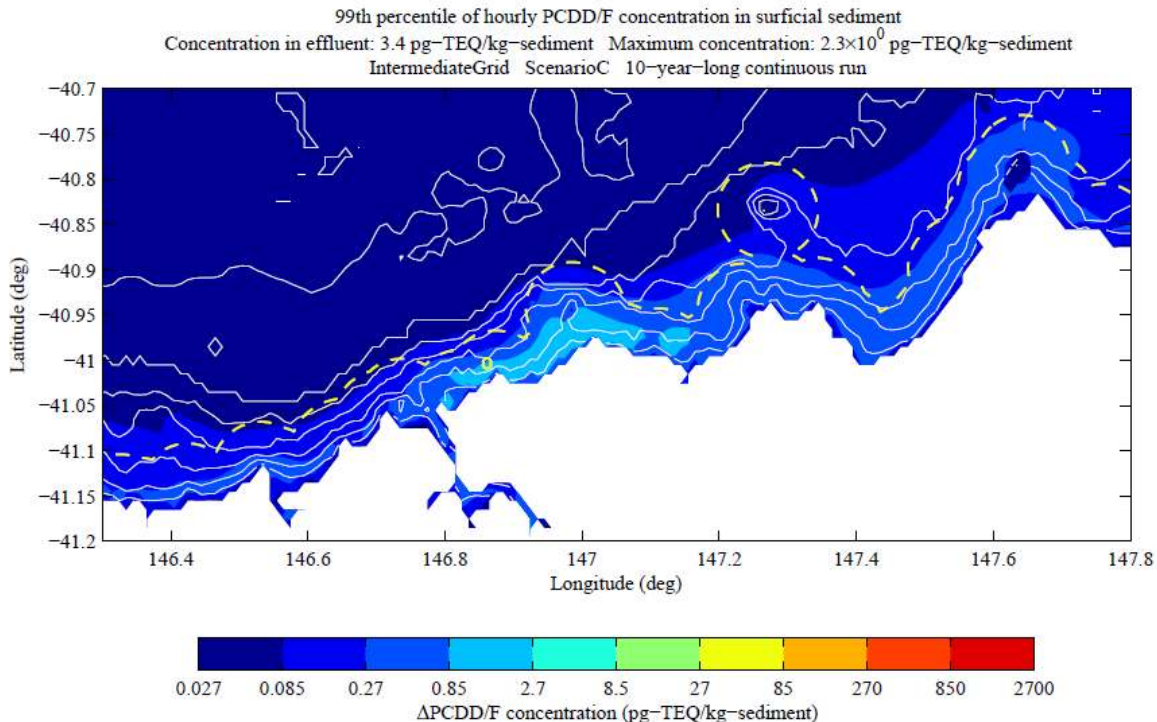 99th percentile of hourly PCDD/F concentration in surficial sediment
Concentration in effluent: 3.4 pg−TEQ/kg−sediment Maximum concentration: 2.3×10⁰ pg−TEQ/kg−sediment
IntermediateGrid ScenarioC 10−year−long continuous run
−40.7
−40.75
−40.8
−40.85
−40.9
−40.95
−41
−41.05
−41.1
−41.15
−41.2
Latitude (deg)
146.4 146.6 146.8 147 147.2 147.4 147.6 147.8
Longitude (deg)
0.027 0.085 0.27 0.85 2.7 8.5 27 85 270 850 2700
ΔPCDD/F concentration (pg−TEQ/kg−sediment)